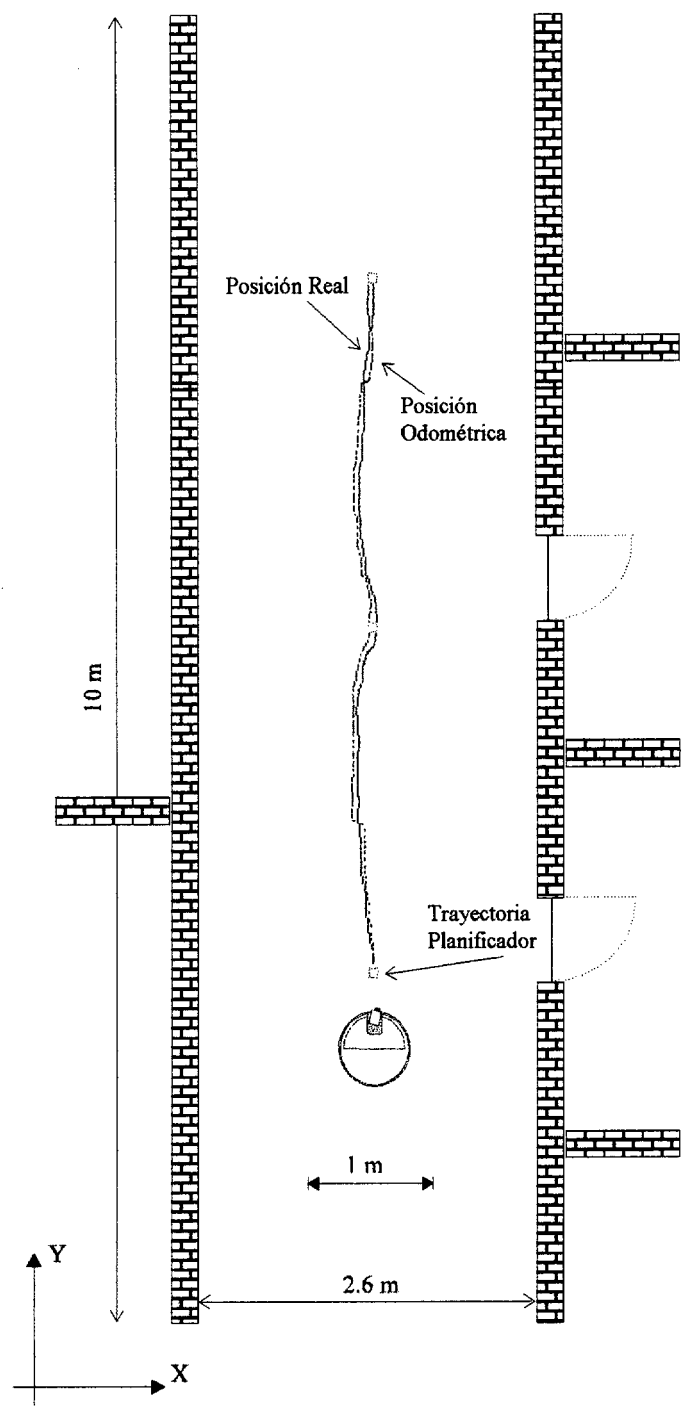 Posición Real
Posición
Odométrica
10 m
Trayectoria
Planificador
1 m
2.6 m
Y
X